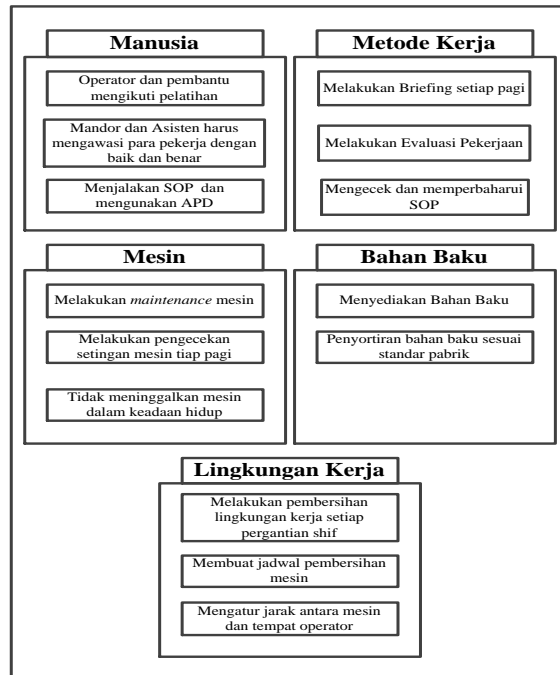 Manusia
Operator dan pembantu
mengikuti pelatihan
Mandor dan Asisten harus
mengawasi para pekerja dengan
baik dan benar
Menjalakan SOP dan
mengunakan APD
Metode Kerja
Melakukan Briefing setiap pagi
Melakukan Evaluasi Pekerjaan
Mengecek dan memperbaharui
SOP
Mesin
Melakukan maintenance mesin
Melakukan pengecekan
setingan mesin tiap pagi
Tidak meninggalkan mesin
dalam keadaan hidup
Bahan Baku
Menyediakan Bahan Baku
Penyortiran bahan baku sesuai
standar pabrik
Lingkungan Kerja
Melakukan pembersihan
lingkungan kerja setiap
pergantian shif
Membuat jadwal pembersihan
mesin
Mengatur jarak antara mesin
dan tempat operator